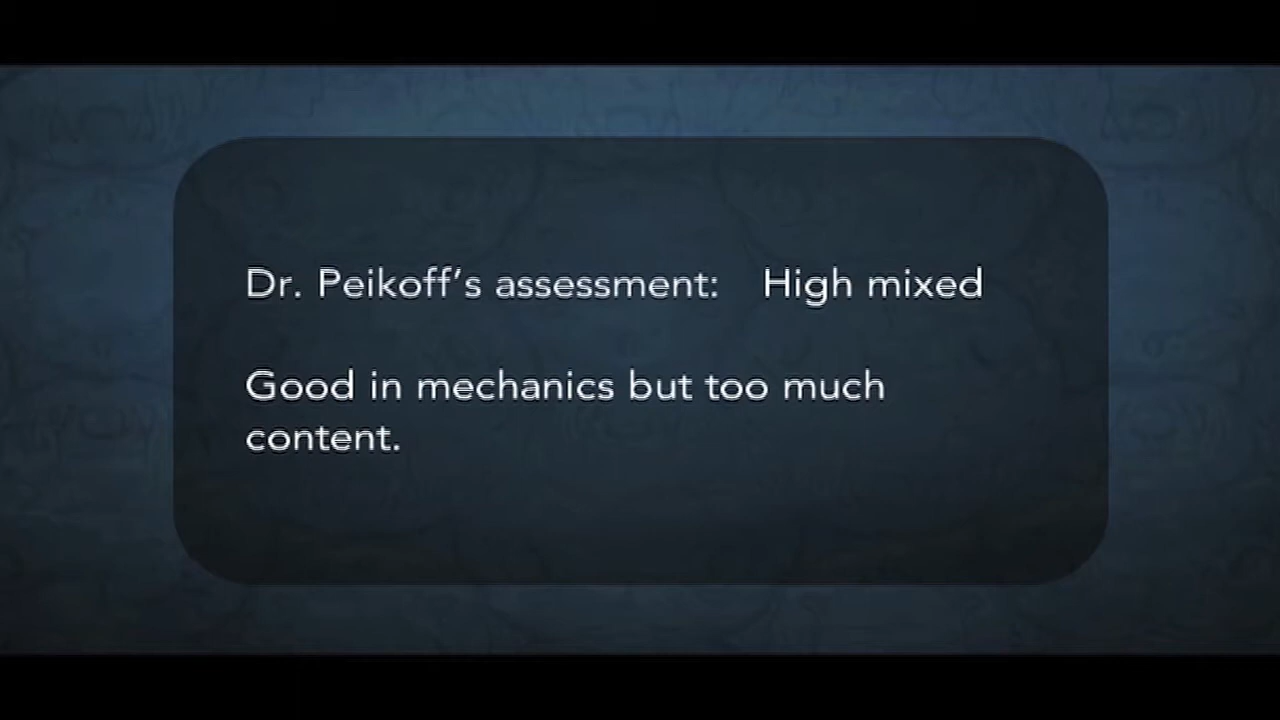 Dr. Peikoff’s assessment: High mixed
Good in mechanics but too much
content.